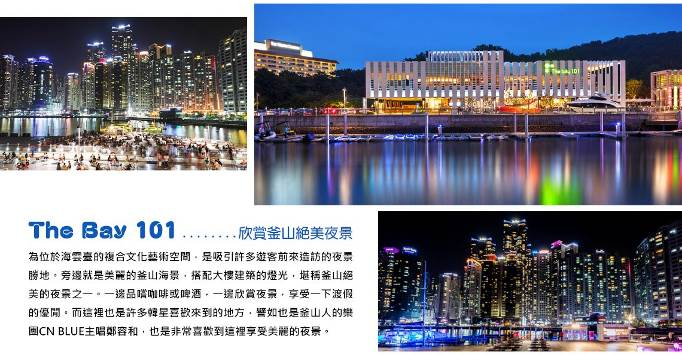 The Bay 101
The Bay 101 ........欣賞釜山絕美夜景
為位於海雲臺的複合文化藝術空間，是吸引許多遊客前來造訪的夜景
勝地。旁邊就是美麗的釜山海景，搭配大樓建築的燈光，堪稱釜山絕
美的夜景之一。一邊品嚐咖啡或啤酒，一邊欣賞夜景，享受一下渡假
的優閒。而這裡也是許多韓星喜歡來到的地方，譬如也是釜山人的樂
團CN BLUE主唱鄭容和，也是非常喜歡到這裡享受美麗的夜景。